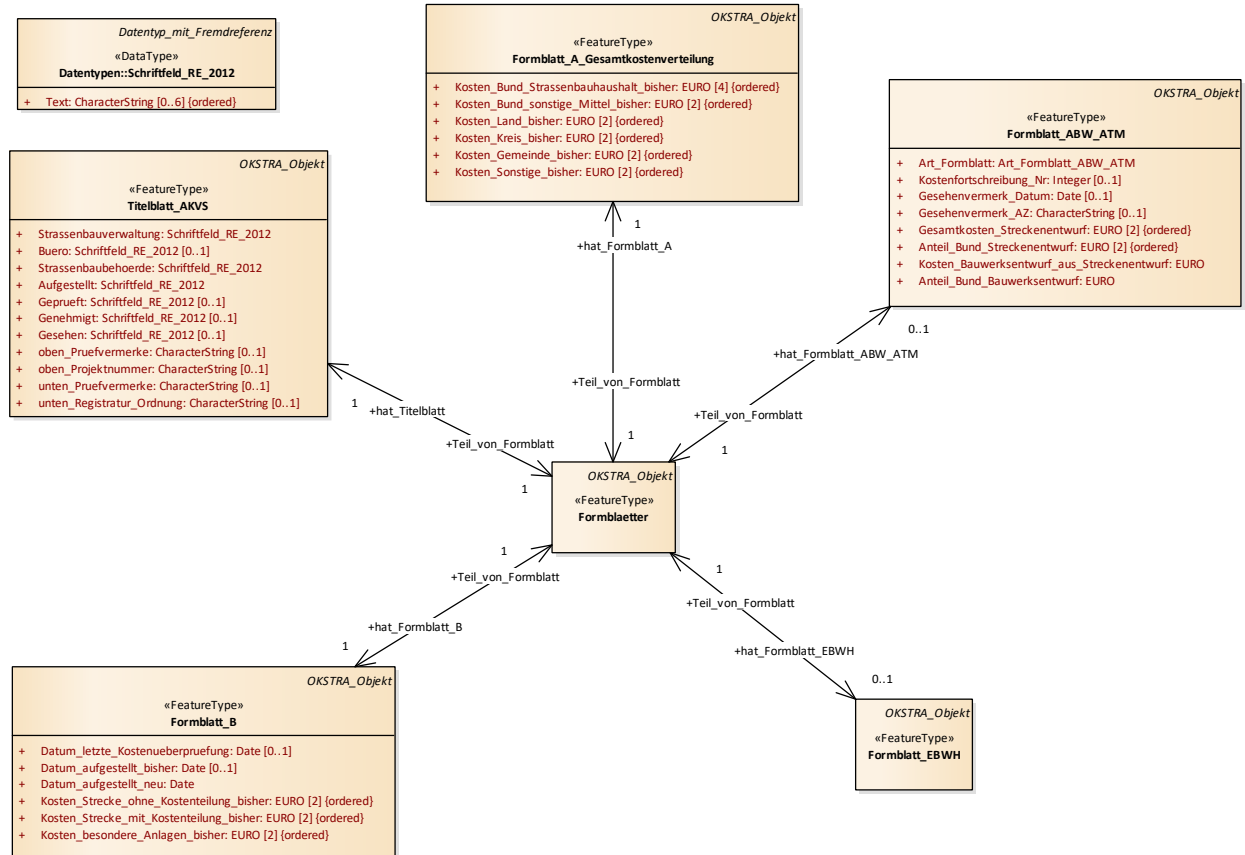 Datentyp_mit_Fremdreferenz
«DataType»
Datentypen::Schriftfeld_RE_2012
+ Text: CharacterString [0..6] {ordered}
OKSTRA_Objekt
«FeatureType»
Formblatt_A_Gesamtkostenverteilung
+ Kosten_Bund_Strassenbauhaushalt_bisher: EURO [4] {ordered}
+ Kosten_Bund_sonstige_Mittel_bisher: EURO [2] {ordered}
+ Kosten_Land_bisher: EURO [2] {ordered}
+ Kosten_Kreis_bisher: EURO [2] {ordered}
+ Kosten_Gemeinde_bisher: EURO [2] {ordered}
+ Kosten_Sonstige_bisher: EURO [2] {ordered}
OKSTRA_Objekt
«FeatureType»
Formblatt_ABW_ATM
+ Art_Formblatt: Art_Formblatt_ABW_ATM
+ Kostenfortschreibung_Nr: Integer [0..1]
+ Gesehenvermerk_Datum: Date [0..1]
+ Gesehenvermerk_AZ: CharacterString [0..1]
+ Gesamtkosten_Streckenentwurf: EURO [2] {ordered}
+ Anteil_Bund_Streckenentwurf: EURO [2] {ordered}
+ Kosten_Bauwerksentwurf_aus_Streckenentwurf: EURO
+ Anteil_Bund_Bauwerksentwurf: EURO
OKSTRA_Objekt
«FeatureType»
Titelblatt_AKVS
+ Strassenbauverwaltung: Schriftfeld_RE_2012
+ Buero: Schriftfeld_RE_2012 [0..1]
+ Strassenbaubehoerde: Schriftfeld_RE_2012
+ Aufgestellt: Schriftfeld_RE_2012
+ Geprueft: Schriftfeld_RE_2012 [0..1]
+ Genehmigt: Schriftfeld_RE_2012 [0..1]
+ Gesehen: Schriftfeld_RE_2012 [0..1]
+ oben_Pruefvermerke: CharacterString [0..1]
+ oben_Projektnummer: CharacterString [0..1]
+ unten_Pruefvermerke: CharacterString [0..1]
+ unten_Registratur_Ordnung: CharacterString [0..1]
1
+hat_Formblatt_A
+Teil_von_Formblatt
1
0..1
+hat_Formblatt_ABW_ATM
+Teil_von_Formblatt
1
1
+hat_Titelblatt
+Teil_von_Formblatt
1
OKSTRA_Objekt
«FeatureType»
Formblaetter
1
+Teil_von_Formblatt
+hat_Formblatt_B
1
1
+Teil_von_Formblatt
+hat_Formblatt_EBWH
0..1
OKSTRA_Objekt
«FeatureType»
Formblatt_B
+ Datum_letzte_Kostenueberpruefung: Date [0..1]
+ Datum_aufgestellt_bisher: Date [0..1]
+ Datum_aufgestellt_neu: Date
+ Kosten_Strecke_ohne_Kostenteilung_bisher: EURO [2] {ordered}
+ Kosten_Strecke_mit_Kostenteilung_bisher: EURO [2] {ordered}
+ Kosten_besondere_Anlagen_bisher: EURO [2] {ordered}
OKSTRA_Objekt
«FeatureType»
Formblatt_EBWH